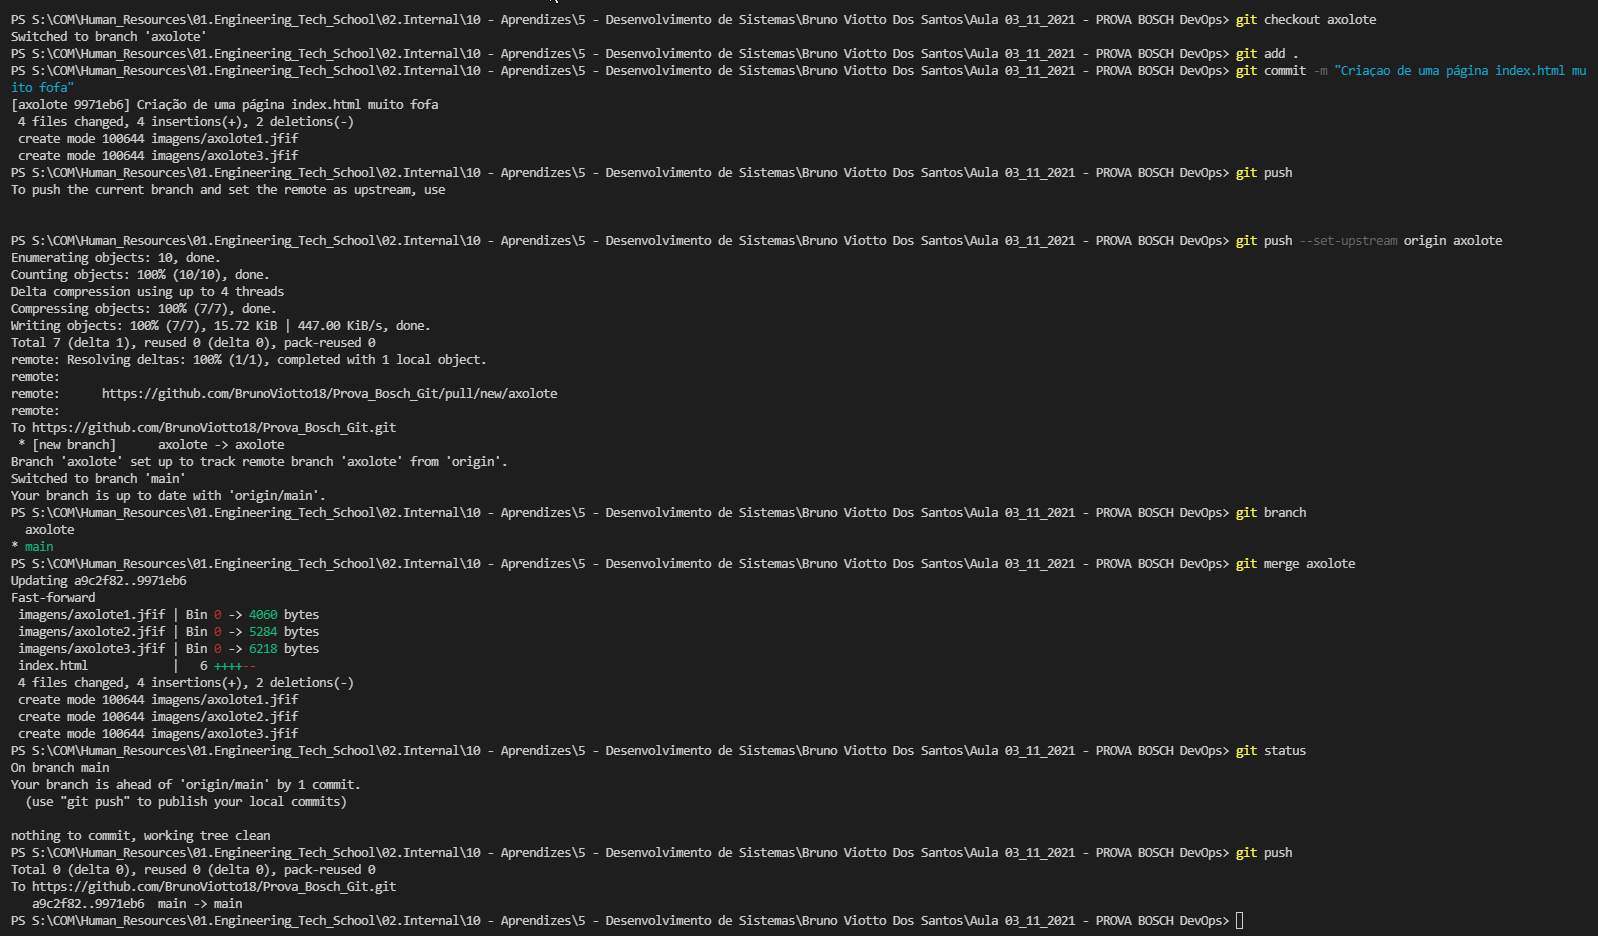 PS S:\COM\Human_Resources\01.Engineering_Tech_School\02.Internal\10 - Aprendizes\5 - Desenvolvimento de Sistemas\Bruno Viotto Dos Santos\Aula 03_11_2021 - PROVA BOSCH DevOps> git checkout axolote
Switched to branch 'axolote'
PS S:\COM\Human_Resources\01.Engineering_Tech_School\02.Internal\10 - Aprendizes\5 - Desenvolvimento de Sistemas\Bruno Viotto Dos Santos\Aula 03_11_2021 - PROVA BOSCH DevOps> git add .
PS S:\COM\Human_Resources\01.Engineering_Tech_School\02.Internal\10 - Aprendizes\5 - Desenvolvimento de Sistemas\Bruno Viotto Dos Santos\Aula 03_11_2021 - PROVA BOSCH DevOps> git commit -m "Criaçao de uma página index.html mu
ito fofa"
[axolote 9971eb6] Criação de uma página index.html muito fofa
 4 files changed, 4 insertions(+), 2 deletions(-)
 create mode 100644 imagens/axolote1.jfif
 create mode 100644 imagens/axolote3.jfif
PS S:\COM\Human_Resources\01.Engineering_Tech_School\02.Internal\10 - Aprendizes\5 - Desenvolvimento de Sistemas\Bruno Viotto Dos Santos\Aula 03_11_2021 - PROVA BOSCH DevOps> git push
To push the current branch and set the remote as upstream, use
PS S:\COM\Human_Resources\01.Engineering_Tech_School\02.Internal\10 - Aprendizes\5 - Desenvolvimento de Sistemas\Bruno Viotto Dos Santos\Aula 03_11_2021 - PROVA BOSCH DevOps> git push --set-upstream origin axolote
Enumerating objects: 10, done.
Counting objects: 100% (10/10), done.
Delta compression using up to 4 threads
Compressing objects: 100% (7/7), done.
Writing objects: 100% (7/7), 15.72 KiB | 447.00 KiB/s, done.
Total 7 (delta 1), reused 0 (delta 0), pack-reused 0
remote: Resolving deltas: 100% (1/1), completed with 1 local object.
remote:
remote:      https://github.com/BrunoViotto18/Prova_Bosch_Git/pull/new/axolote
remote:
To https://github.com/BrunoViotto18/Prova_Bosch_Git.git
 * [new branch]      axolote -> axolote
Branch 'axolote' set up to track remote branch 'axolote' from 'origin'.
Switched to branch 'main'
Your branch is up to date with 'origin/main'.
PS S:\COM\Human_Resources\01.Engineering_Tech_School\02.Internal\10 - Aprendizes\5 - Desenvolvimento de Sistemas\Bruno Viotto Dos Santos\Aula 03_11_2021 - PROVA BOSCH DevOps> git branch
  axolote
* main
PS S:\COM\Human_Resources\01.Engineering_Tech_School\02.Internal\10 - Aprendizes\5 - Desenvolvimento de Sistemas\Bruno Viotto Dos Santos\Aula 03_11_2021 - PROVA BOSCH DevOps> git merge axolote
Updating a9c2f82..9971eb6
Fast-forward
 imagens/axolote1.jfif | Bin 0 -> 4060 bytes
 imagens/axolote2.jfif | Bin 0 -> 5284 bytes
 imagens/axolote3.jfif | Bin 0 -> 6218 bytes
 index.html            |   6 ++++--
 4 files changed, 4 insertions(+), 2 deletions(-)
 create mode 100644 imagens/axolote1.jfif
 create mode 100644 imagens/axolote2.jfif
 create mode 100644 imagens/axolote3.jfif
PS S:\COM\Human_Resources\01.Engineering_Tech_School\02.Internal\10 - Aprendizes\5 - Desenvolvimento de Sistemas\Bruno Viotto Dos Santos\Aula 03_11_2021 - PROVA BOSCH DevOps> git status
On branch main
Your branch is ahead of 'origin/main' by 1 commit.
  (use "git push" to publish your local commits)
nothing to commit, working tree clean
PS S:\COM\Human_Resources\01.Engineering_Tech_School\02.Internal\10 - Aprendizes\5 - Desenvolvimento de Sistemas\Bruno Viotto Dos Santos\Aula 03_11_2021 - PROVA BOSCH DevOps> git push
Total 0 (delta 0), reused 0 (delta 0), pack-reused 0
To https://github.com/BrunoViotto18/Prova_Bosch_Git.git
   a9c2f82..9971eb6  main -> main
PS S:\COM\Human_Resources\01.Engineering_Tech_School\02.Internal\10 - Aprendizes\5 - Desenvolvimento de Sistemas\Bruno Viotto Dos Santos\Aula 03_11_2021 - PROVA BOSCH DevOps>